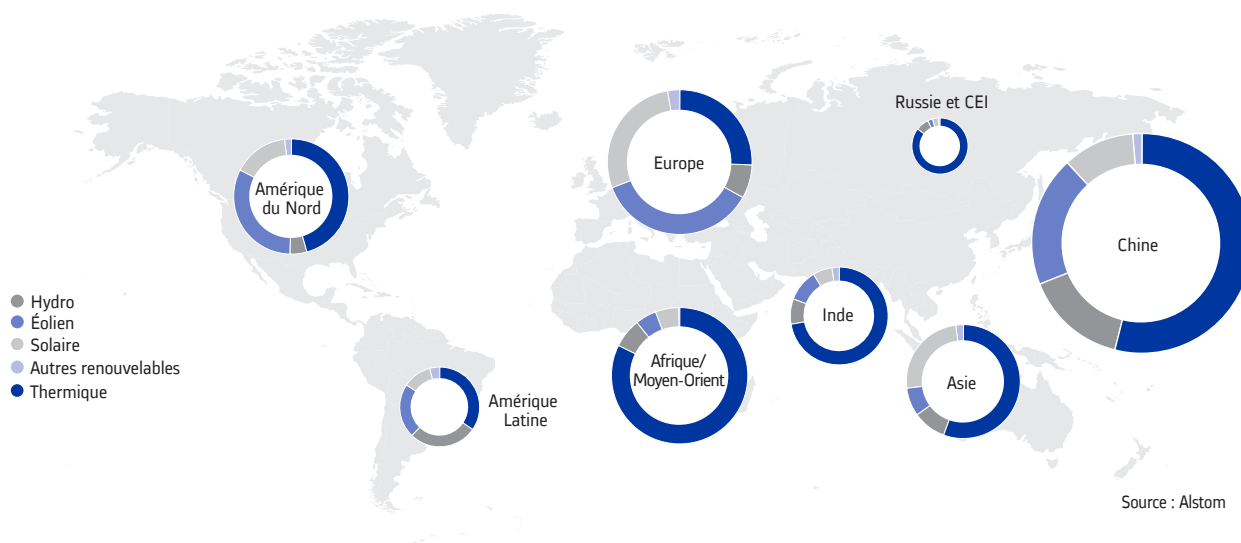 Russie et CEI
Europe
Amérique
du Nord
Chine
Hydro
Éolien
Solaire
Autres renouvelables
Thermique
Inde
Afrique/
Moyen-Orient
Asie
Amérique
Latine
Source : Alstom